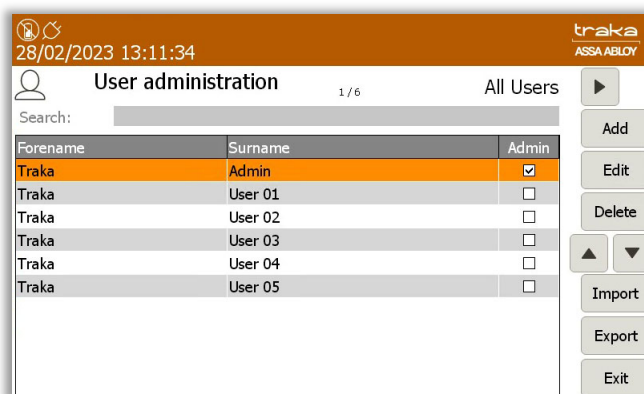 traka
28/02/2023 13:11:34
ASSA ABLOY
User administration 1/6 All Users
Search:
Add
Forename Surname Admin
Traka Admin
Edit
Traka User 01
Traka User 02
Delete
Traka User 03
Traka User 04
Traka User 05
Import
Export
Exit